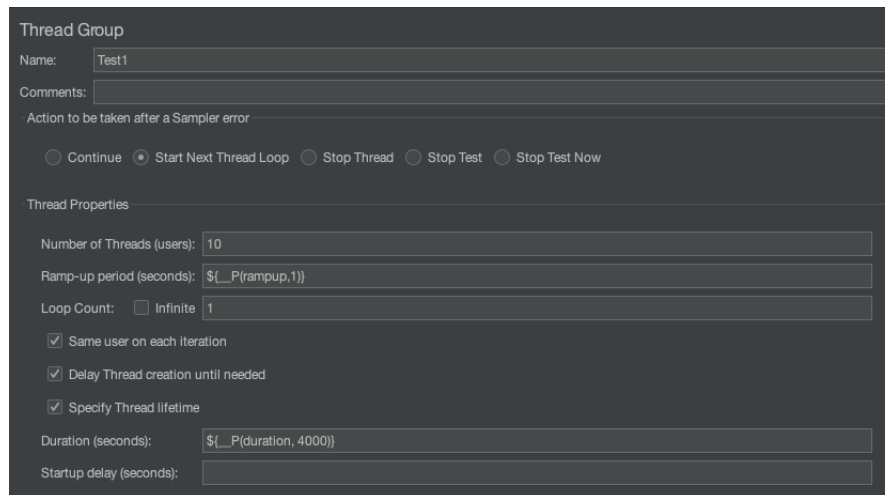 Thread Group
Name: Test1
Comments:
Action to be taken after a Sampler error
Continue Start Next Thread Loop Stop Thread Stop Test Stop Test Now
Thread Properties
Number of Threads (users): 10
Ramp-up period (seconds): ${__P(rampup,1)}
Loop Count: Infinite 1
Same user on each iteration
Delay Thread creation until needed
Specify Thread lifetime
Duration (seconds): ${__P(duration, 4000)}
Startup delay (seconds):